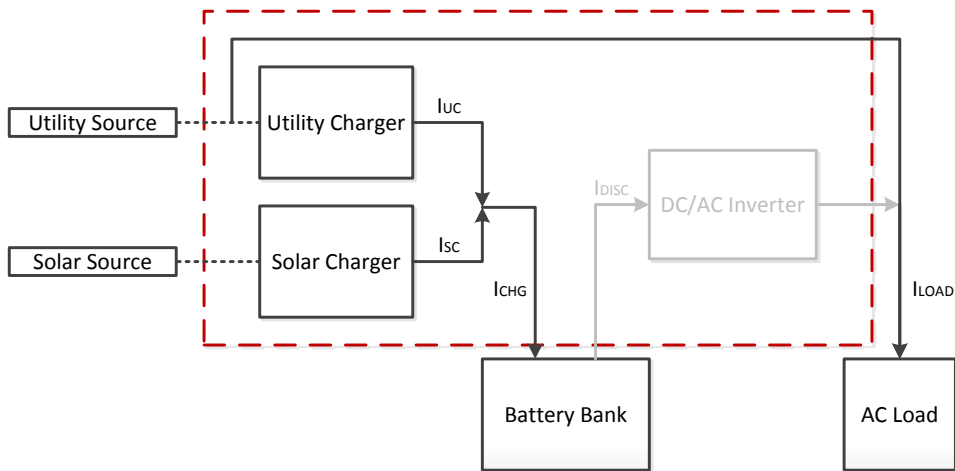 Utility Source
Utility Charger
IUC
IDISC
DC/AC Inverter
Solar Source
Solar Charger
ISC
ICHG
ILOAD
Battery Bank
AC Load